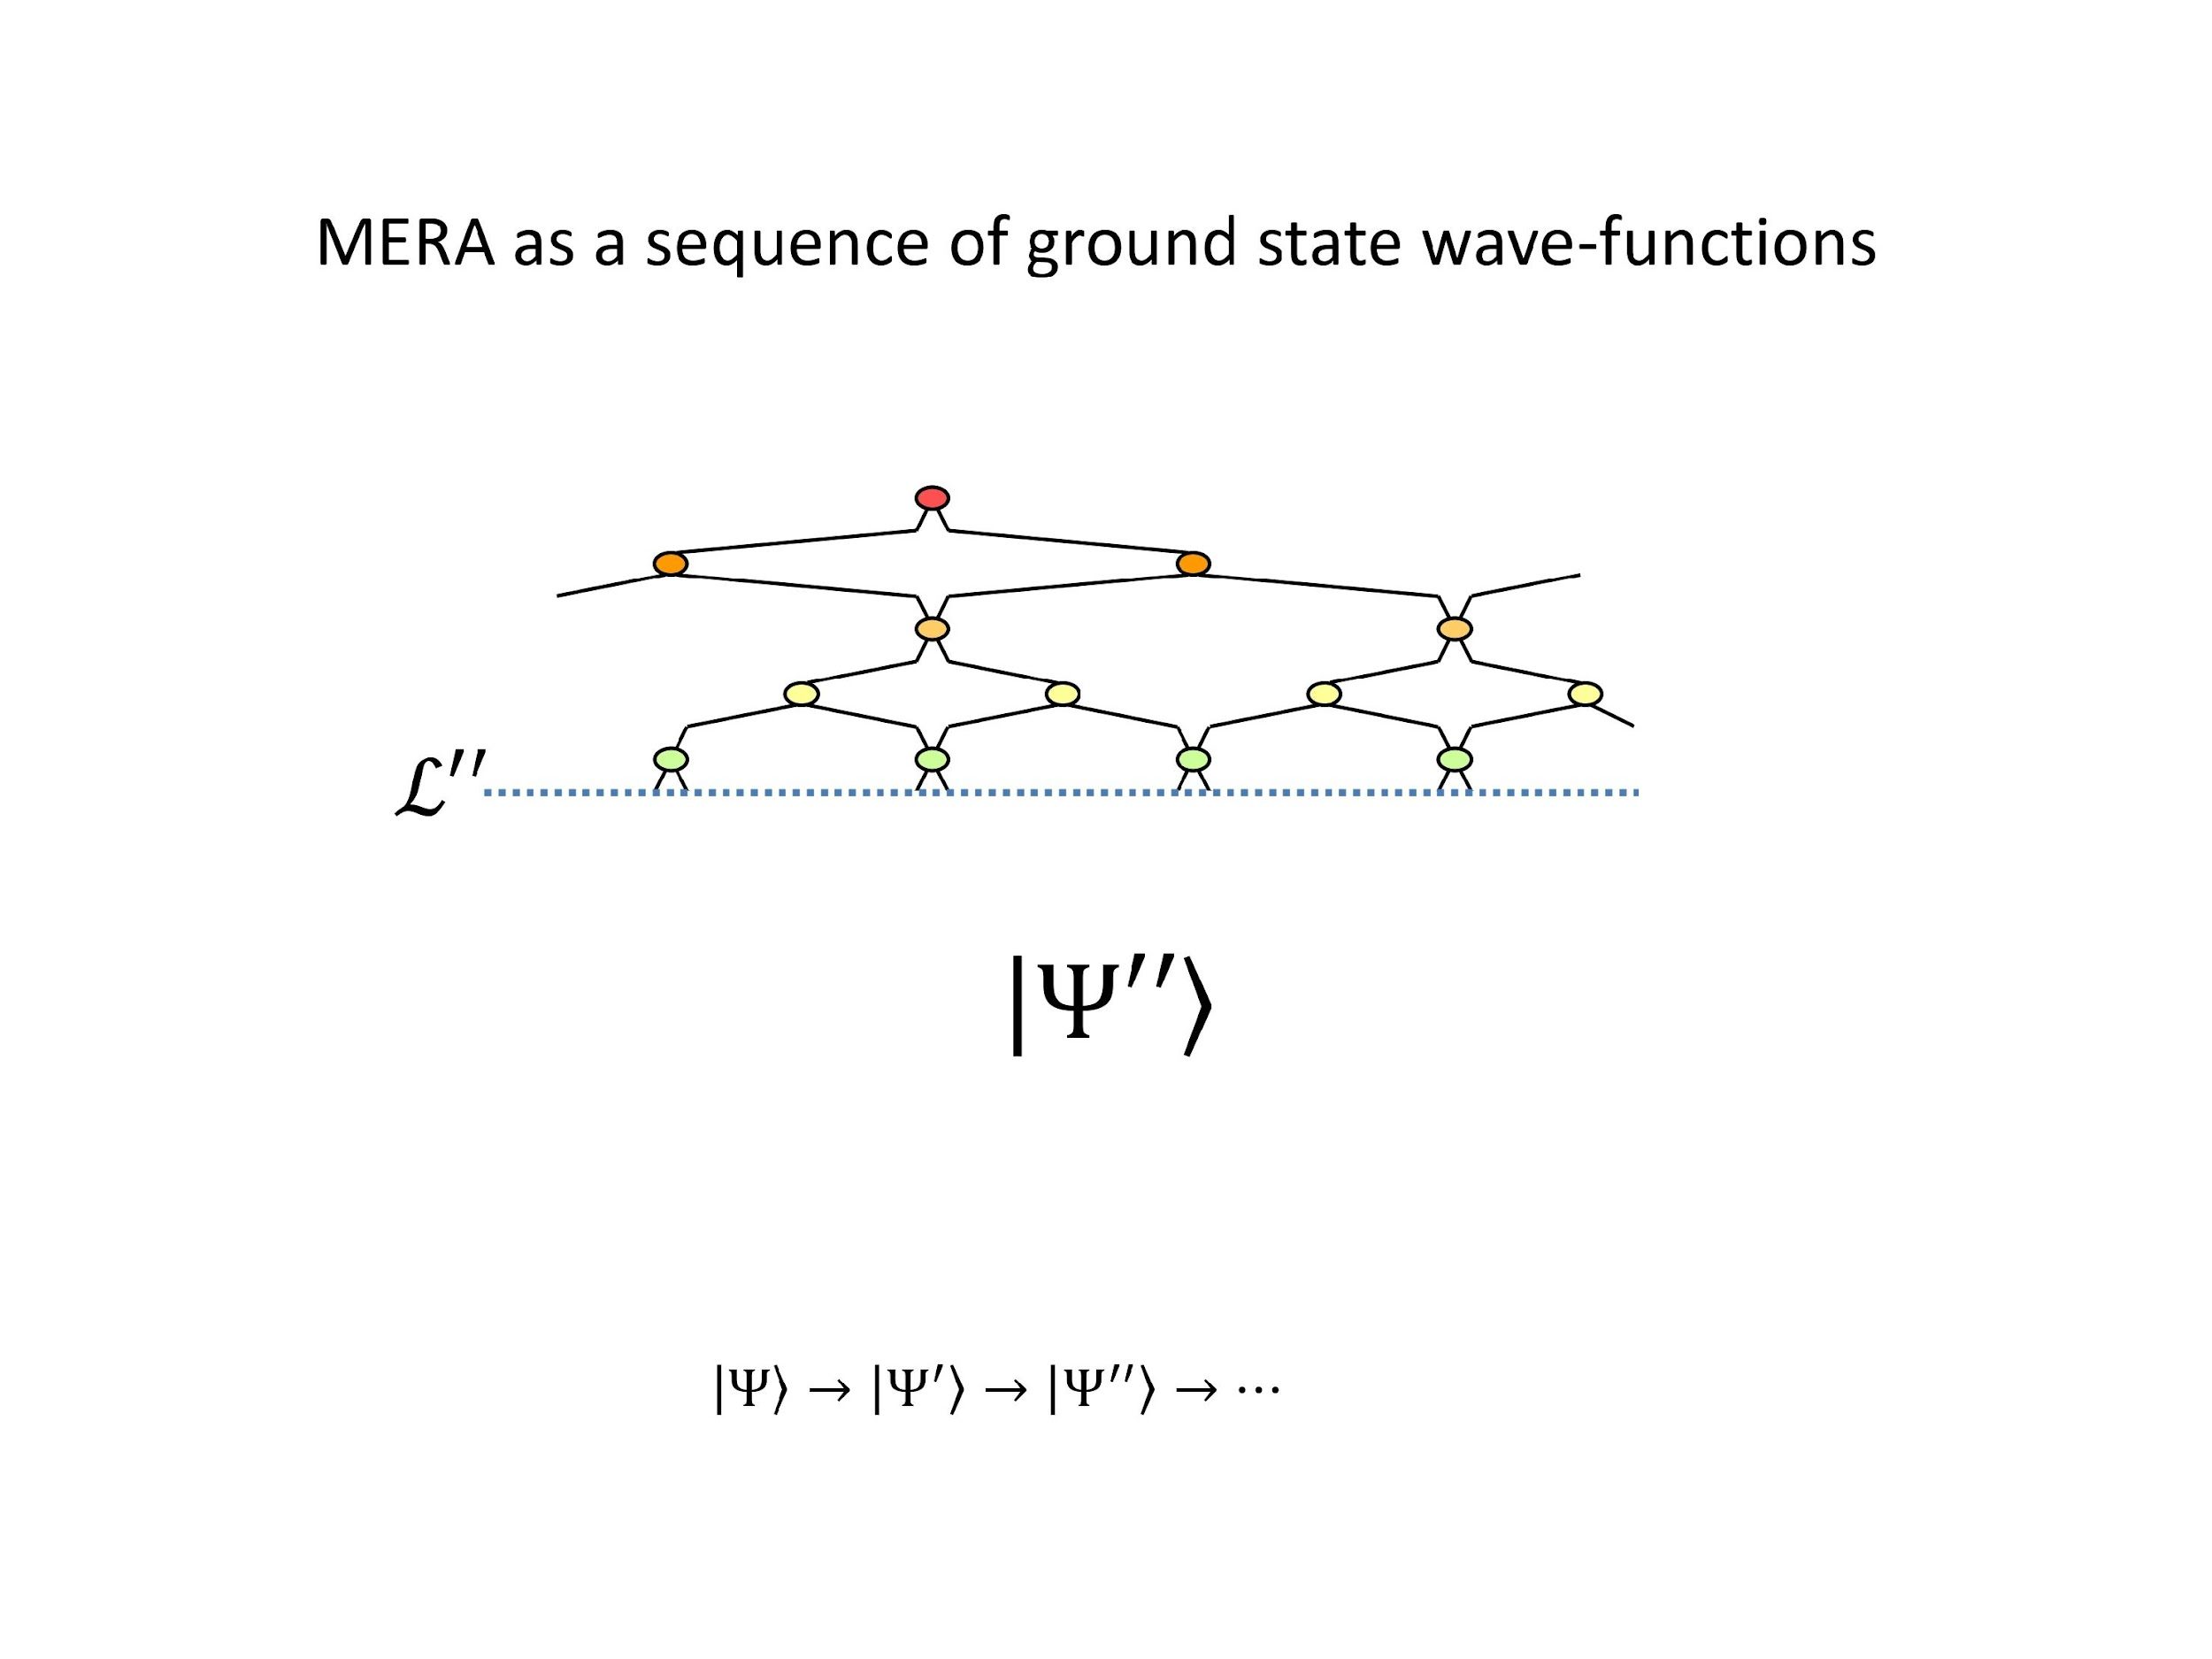 MERA as a sequence of ground state wave-functions
ℒ′′
|Ψ′′⟩
|Ψ⟩ → |Ψ′⟩ → |Ψ′′⟩ → ⋯